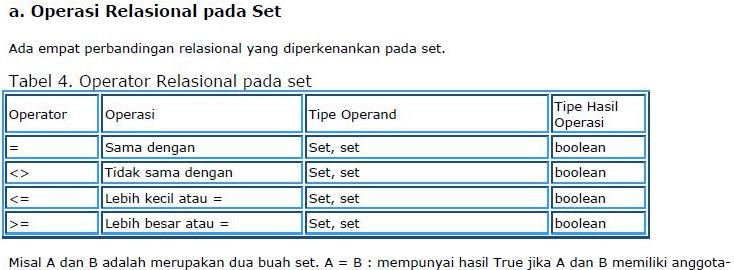 a. Operasi Relasional pada Set
Ada empat perbandingan relasional yang diperkenankan pada set.
Tabel 4. Operator Relasional pada set
Operator Operasi Tipe Operand Tipe Hasil Operasi
= Sama dengan Set, set boolean
<> Tidak sama dengan Set, set boolean
<= Lebih kecil atau = Set, set boolean
>= Lebih besar atau = Set, set boolean
Misal A dan B adalah merupakan dua buah set. A = B : mempunyai hasil True jika A dan B memiliki anggota-